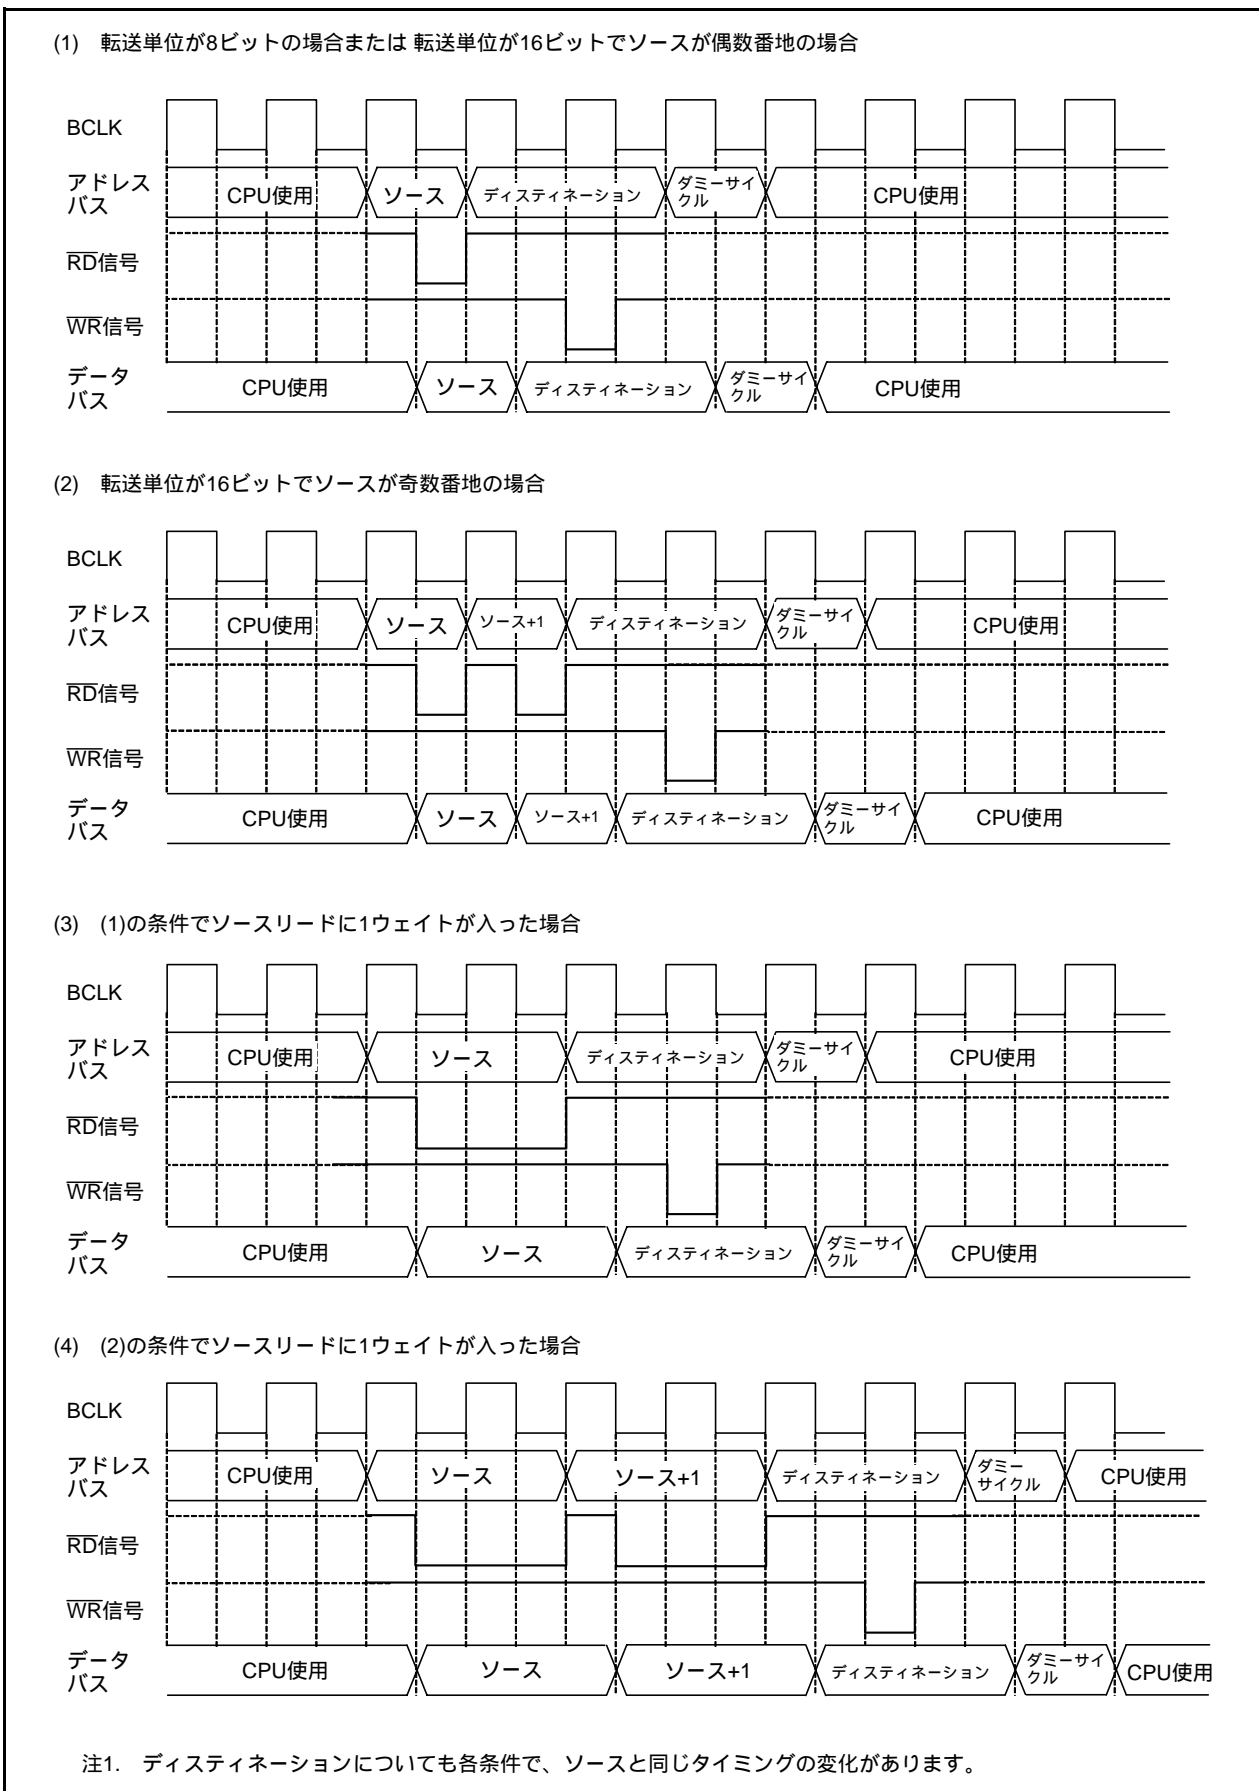 (1) 転送単位が8ビットの場合または 転送単位が16ビットでソースが偶数番地の場合
BCLK
アドレス
バス
CPU使用
ソース
ディスティネーション
ダミーサイ
クル
CPU使用
RD信号
WR信号
データ
バス
CPU使用
ソース
ディスティネーション
ダミーサイ
クル
CPU使用
(2) 転送単位が16ビットでソースが奇数番地の場合
BCLK
アドレス
バス
CPU使用
ソース
ソース+1
ディスティネーション
ダミーサイ
クル
CPU使用
RD信号
WR信号
データ
バス
CPU使用
ソース
ソース+1
ディスティネーション
ダミーサイ
クル
CPU使用
(3) (1)の条件でソースリードに1ウェイトが入った場合
BCLK
アドレス
バス
CPU使用
ソース
ディスティネーション
ダミーサイ
クル
CPU使用
RD信号
WR信号
データ
バス
CPU使用
ソース
ディスティネーション
ダミーサイ
クル
CPU使用
(4) (2)の条件でソースリードに1ウェイトが入った場合
BCLK
アドレス
バス
CPU使用
ソース
ソース+1
ディスティネーション
ダミー
サイクル
CPU使用
RD信号
WR信号
データ
バス
CPU使用
ソース
ソース+1
ディスティネーション
ダミーサイ
クル
CPU使用
注1. ディスティネーションについても各条件で、ソースと同じタイミングの変化があります。